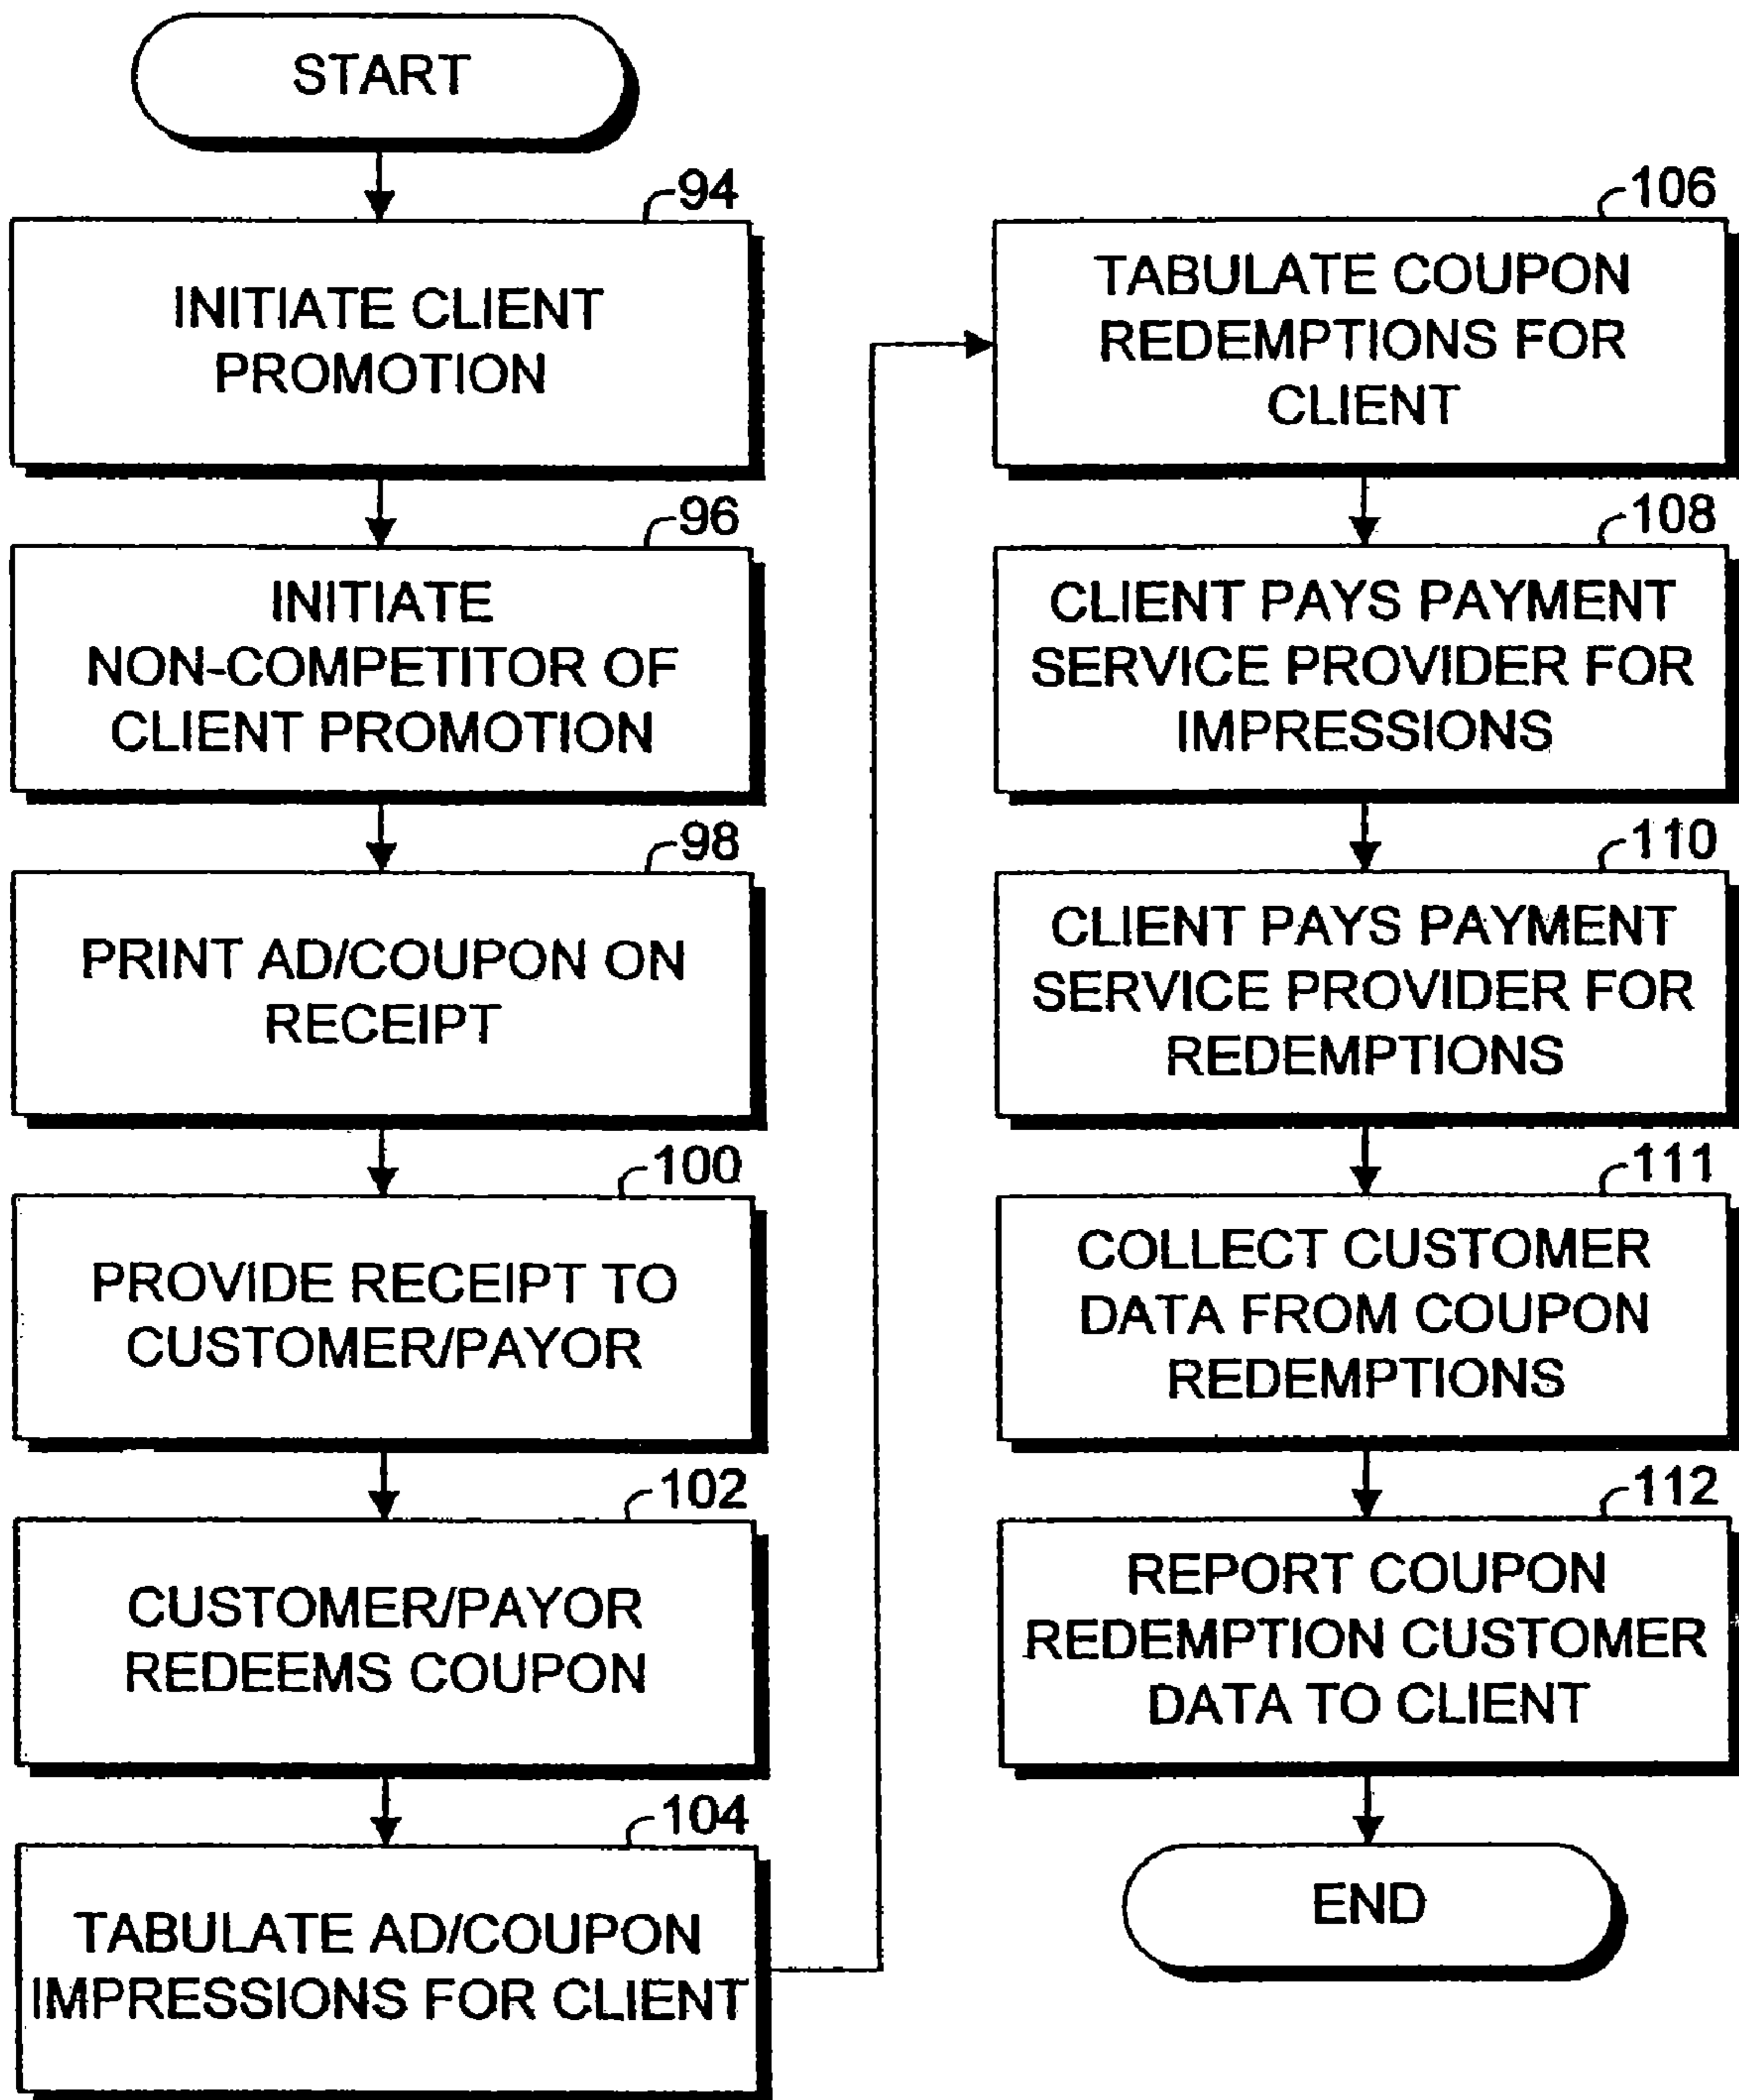 START
94
INITIATE CLIENT
PROMOTION
96
INITIATE
NON-COMPETITOR OF
CLIENT PROMOTION
98
PRINT AD/COUPON ON
RECEIPT
100
PROVIDE RECEIPT TO
CUSTOMER/PAYOR
102
CUSTOMER/PAYOR
REDEEMS COUPON
104
TABULATE AD/COUPON
IMPRESSIONS FOR CLIENT
106
TABULATE COUPON
REDEMPTIONS FOR
CLIENT
108
CLIENT PAYS PAYMENT
SERVICE PROVIDER FOR
IMPRESSIONS
110
CLIENT PAYS PAYMENT
SERVICE PROVIDER FOR
REDEMPTIONS
111
COLLECT CUSTOMER
DATA FROM COUPON
REDEMPTIONS
112
REPORT COUPON
REDEMPTION CUSTOMER
DATA TO CLIENT
END